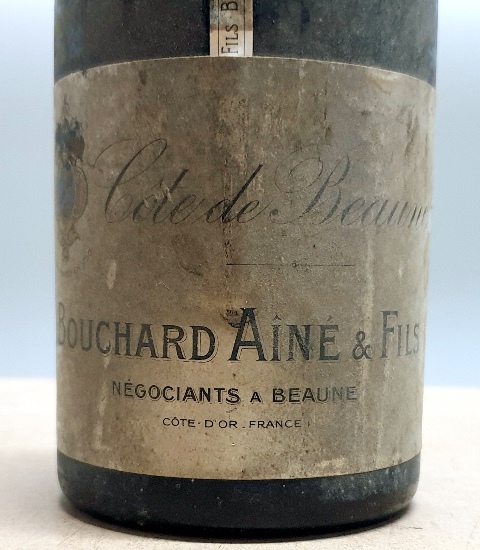 FILS · B
Côte de Beaune
BOUCHARD AÎNÉ & FILS
NÉGOCIANTS A BEAUNE
CÔTE-D'OR. FRANCE